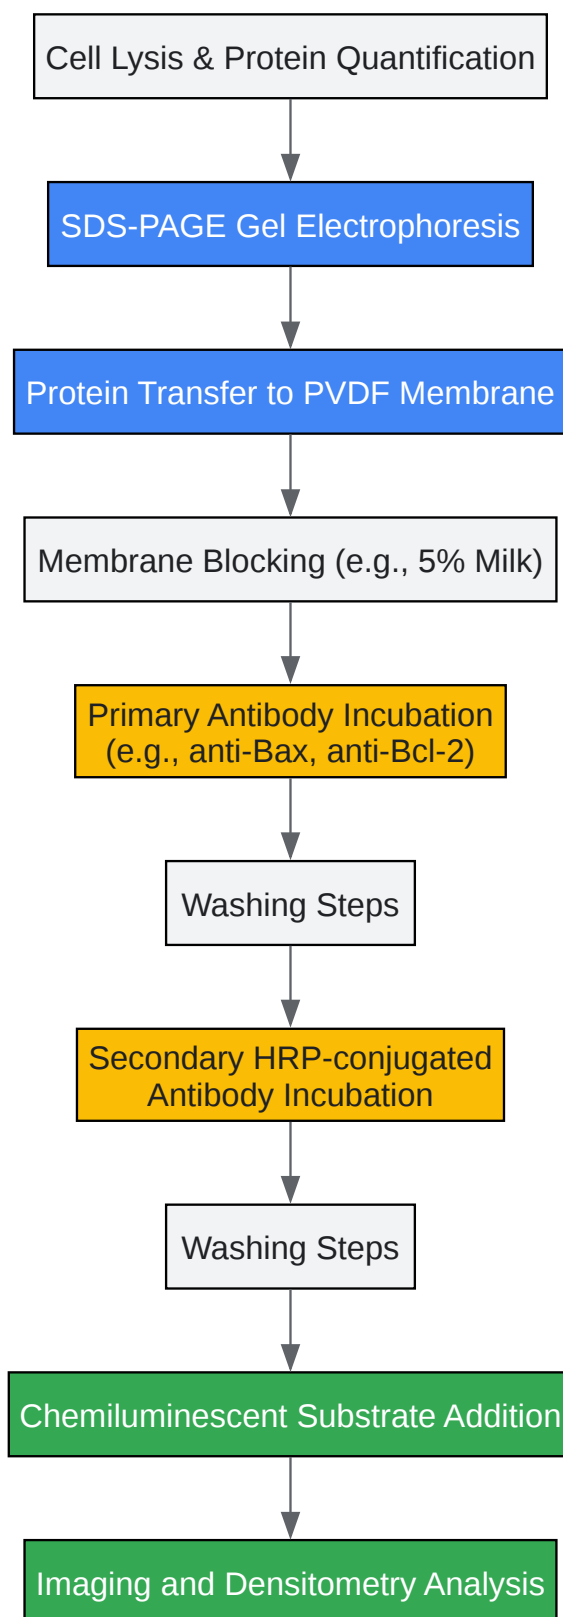 Cell Lysis & Protein Quantification
SDS-PAGE Gel Electrophoresis
Protein Transfer to PVDF Membrane
Membrane Blocking (e.g., 5% Milk)
Primary Antibody Incubation
(e.g., anti-Bax, anti-Bcl-2)
Washing Steps
Secondary HRP-conjugated
Antibody Incubation
Washing Steps
Chemiluminescent Substrate Addition
Imaging and Densitometry Analysis